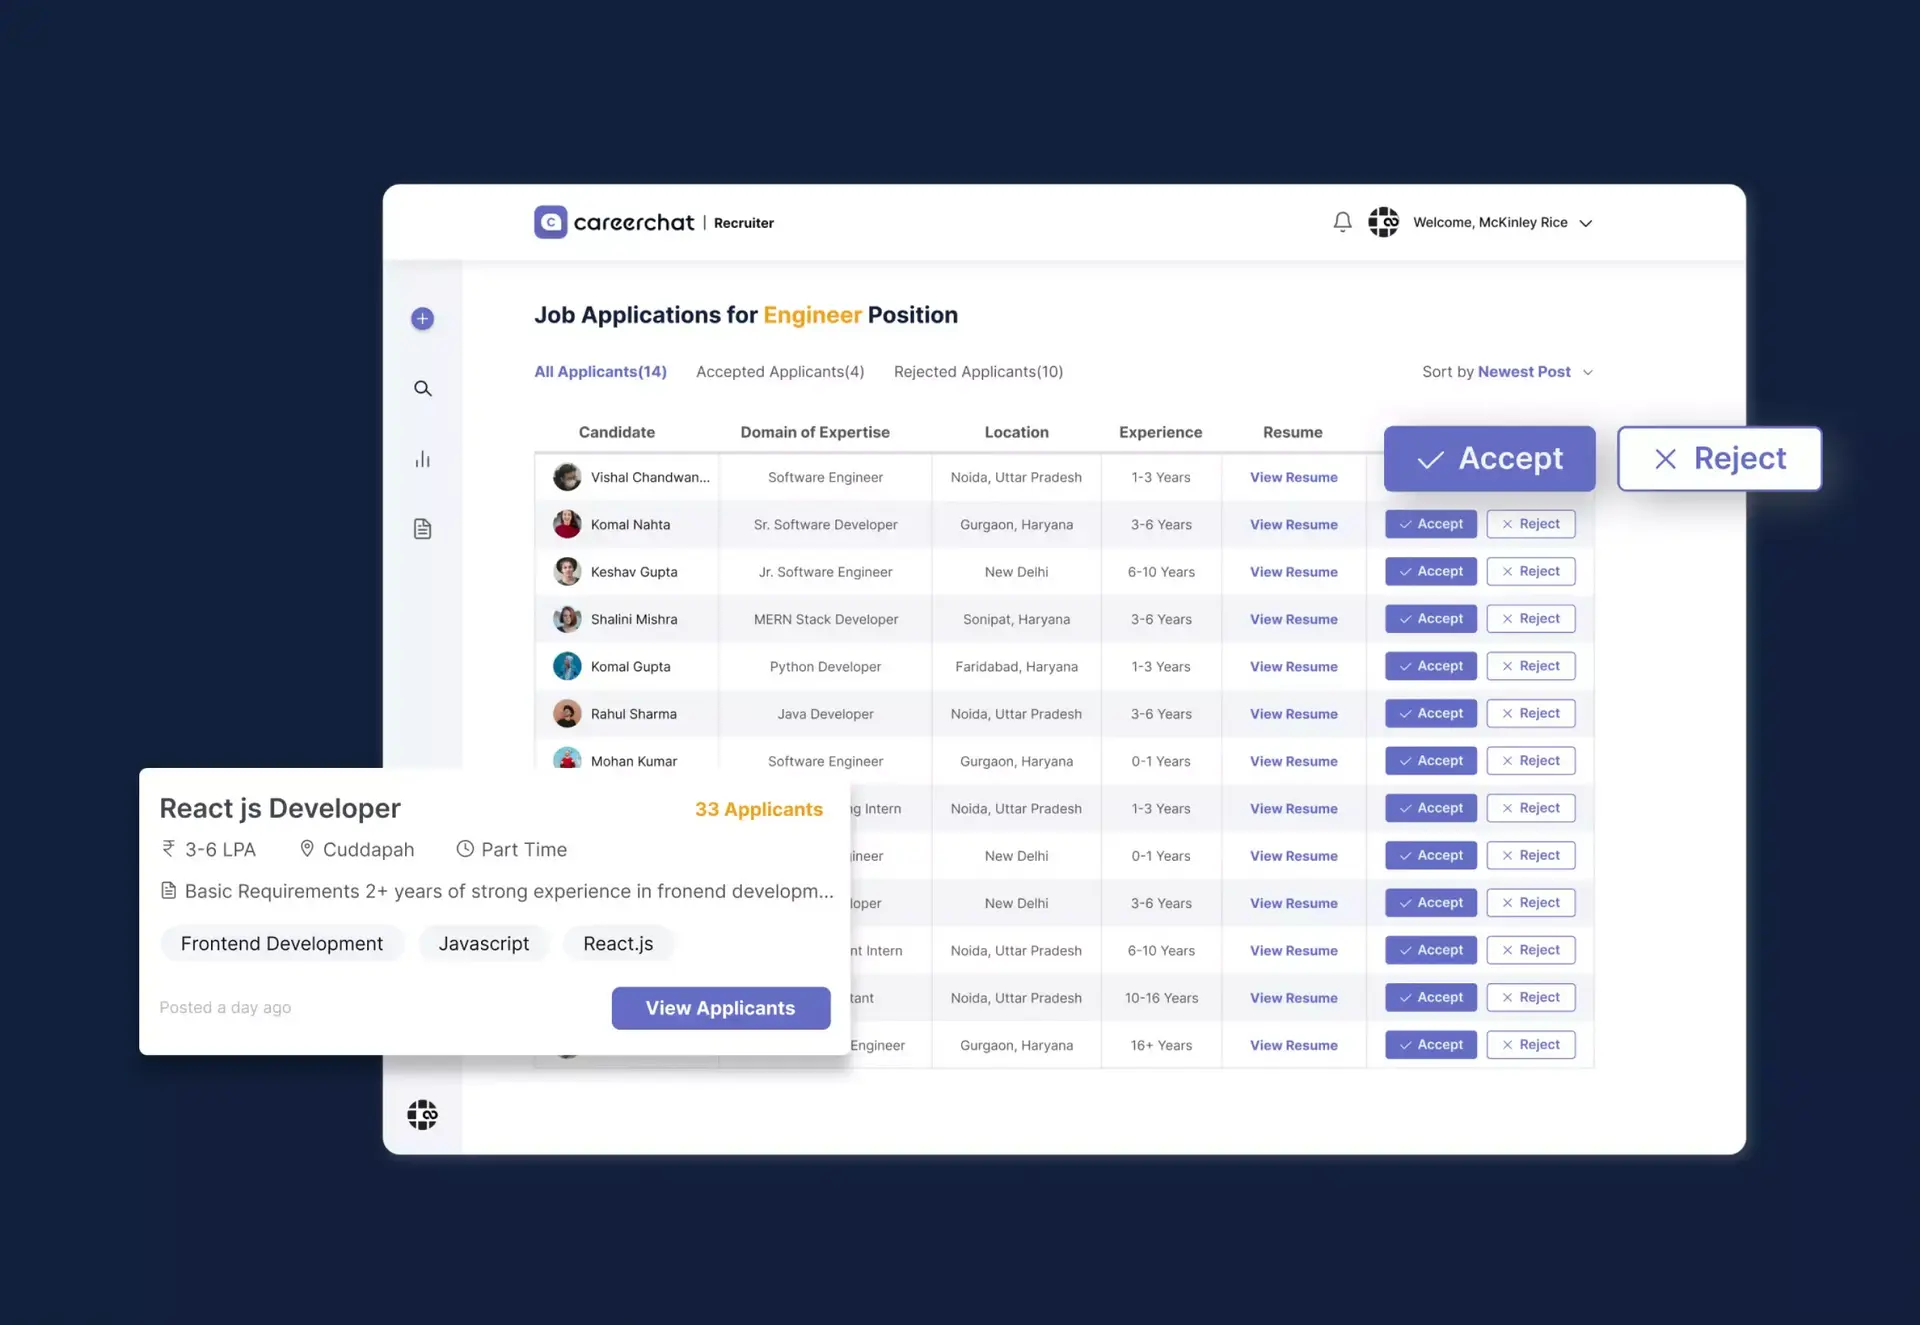 careerchat | Recruiter
Welcome, McKinley Rice
Job Applications for Engineer Position
All Applicants(14) Accepted Applicants(4) Rejected Applicants(10) Sort by Newest Post
Candidate Domain of Expertise Location Experience Resume
Accept Reject
Vishal Chandwan... Software Engineer Noida, Uttar Pradesh 1-3 Years View Resume
Komal Nahta Sr. Software Developer Gurgaon, Haryana 3-6 Years View Resume Accept Reject
Keshav Gupta Jr. Software Engineer New Delhi 6-10 Years View Resume Accept Reject
Shalini Mishra MERN Stack Developer Sonipat, Haryana 3-6 Years View Resume Accept Reject
Komal Gupta Python Developer Faridabad, Haryana 1-3 Years View Resume Accept Reject
Rahul Sharma Java Developer Noida, Uttar Pradesh 3-6 Years View Resume Accept Reject
Mohan Kumar Software Engineer Gurgaon, Haryana 0-1 Years View Resume Accept Reject
Intern Noida, Uttar Pradesh 1-3 Years View Resume Accept Reject
New Delhi 0-1 Years View Resume Accept Reject
New Delhi 3-6 Years View Resume Accept Reject
Intern Noida, Uttar Pradesh 6-10 Years View Resume Accept Reject
Noida, Uttar Pradesh 10-16 Years View Resume Accept Reject
Engineer Gurgaon, Haryana 16+ Years View Resume Accept Reject
React js Developer 33 Applicants
₹ 3-6 LPA Cuddapah Part Time
Basic Requirements 2+ years of strong experience in fronend developm...
Frontend Development Javascript React.js
Posted a day ago View Applicants